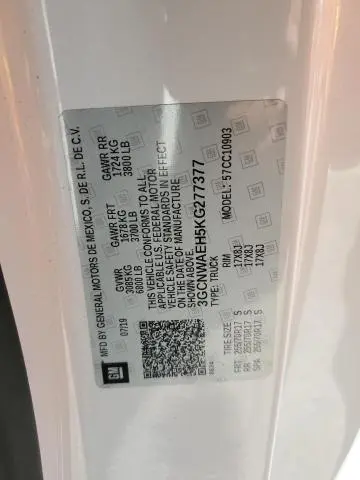 MFD BY GENERAL MOTORS DE MEXICO, S. DE R.L. DE C.V.
07/19 GVWR GAWR FRT GAWR RR
3085 KG 1678 KG 1724 KG
6800 LB 3700 LB 3800 LB
THIS VEHICLE CONFORMS TO ALL
APPLICABLE U.S. FEDERAL MOTOR
VEHICLE SAFETY STANDARDS IN EFFECT
ON THE DATE OF MANUFACTURE
SHOWN ABOVE.
3GCNWAEH5KG277377
TYPE: TRUCK MODEL: 57CC10903
TIRE SIZE RIM
FRT: 255/70R17 S 17X8J
RR: 255/70R17 S 17X8J
SPA: 255/70R17 S 17X8J
GM